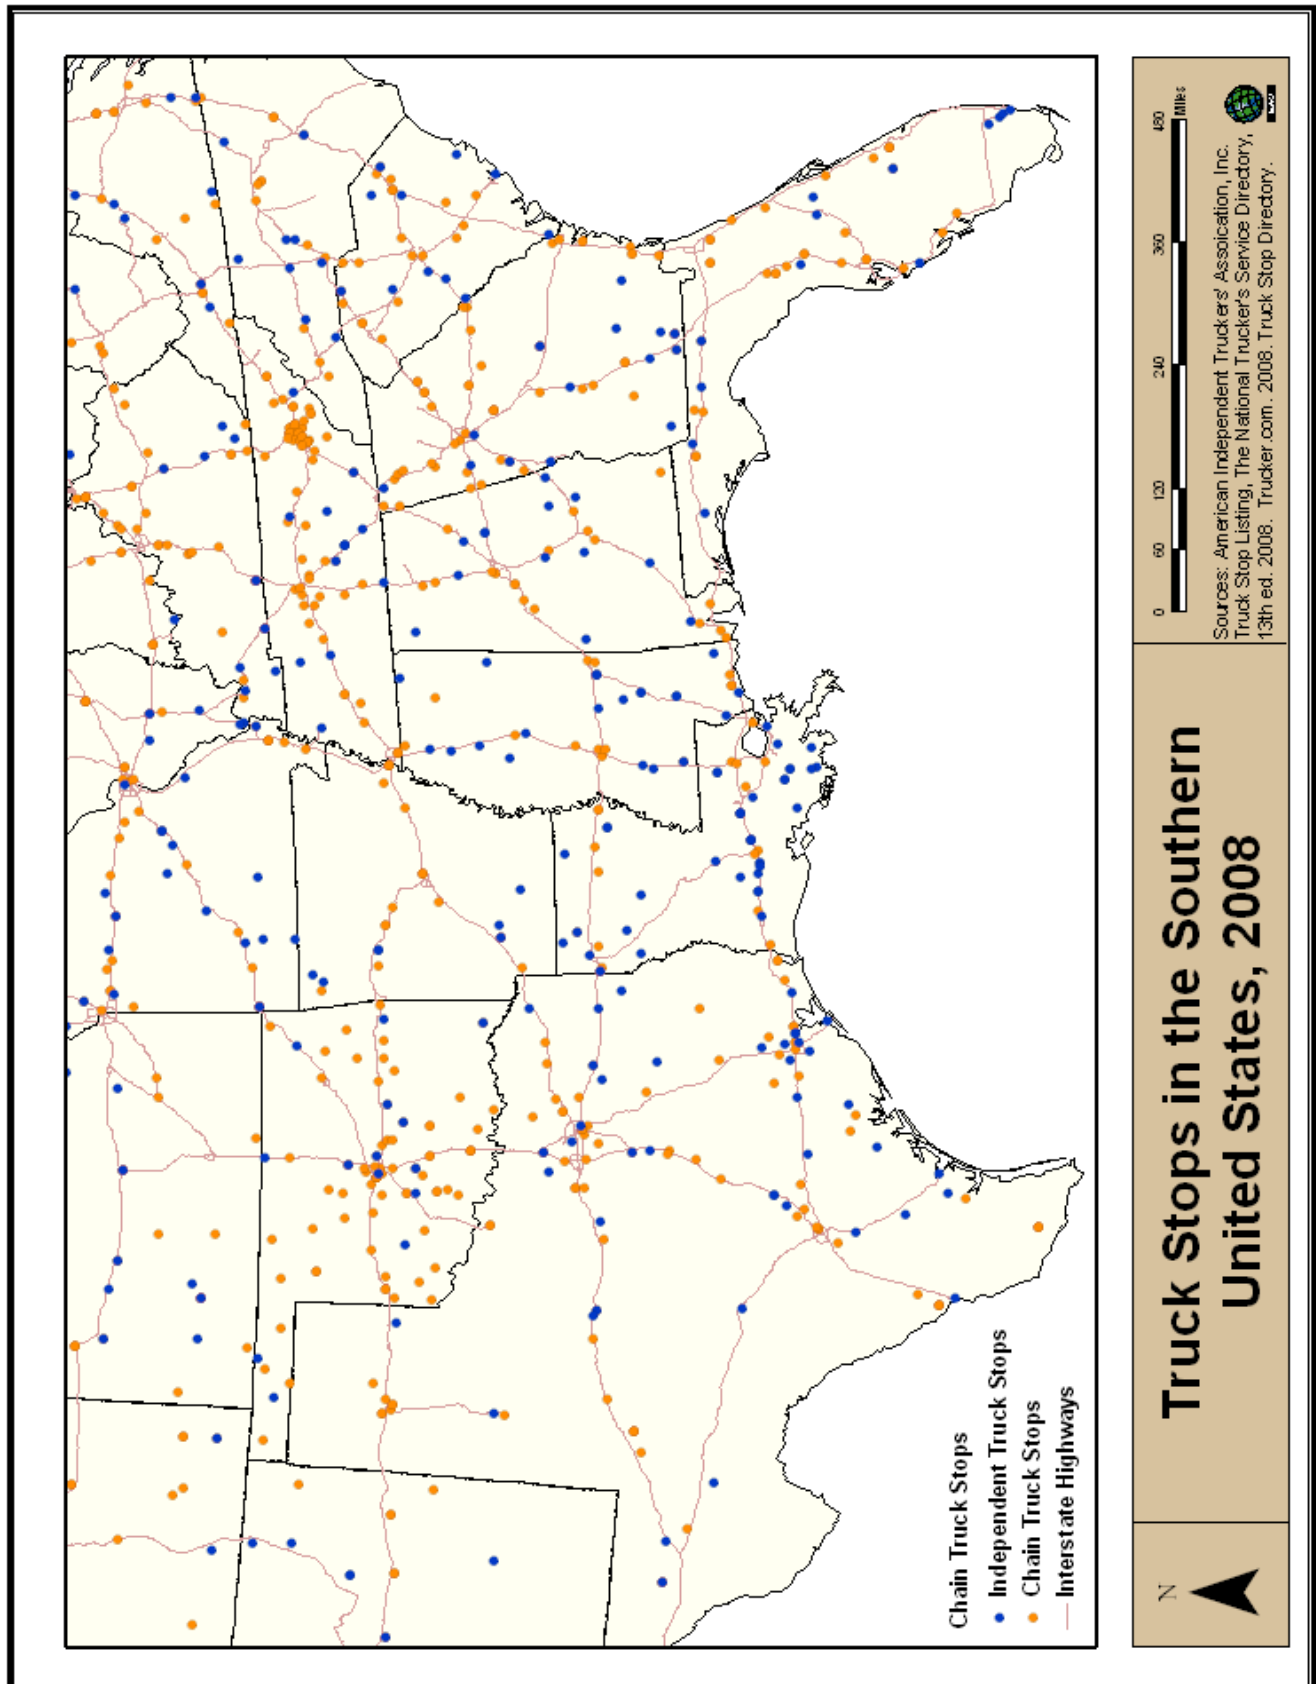 Chain Truck Stops
Independent Truck Stops
Chain Truck Stops
Interstate Highways
N
Truck Stops in the Southern
United States, 2008
0 60 120 240 360 480
Miles
Sources: American Independent Truckers' Assoication, Inc.
Truck Stop Listing, The National Trucker's Service Directory,
13th ed. 2008. Trucker.com. 2008. Truck Stop Directory.